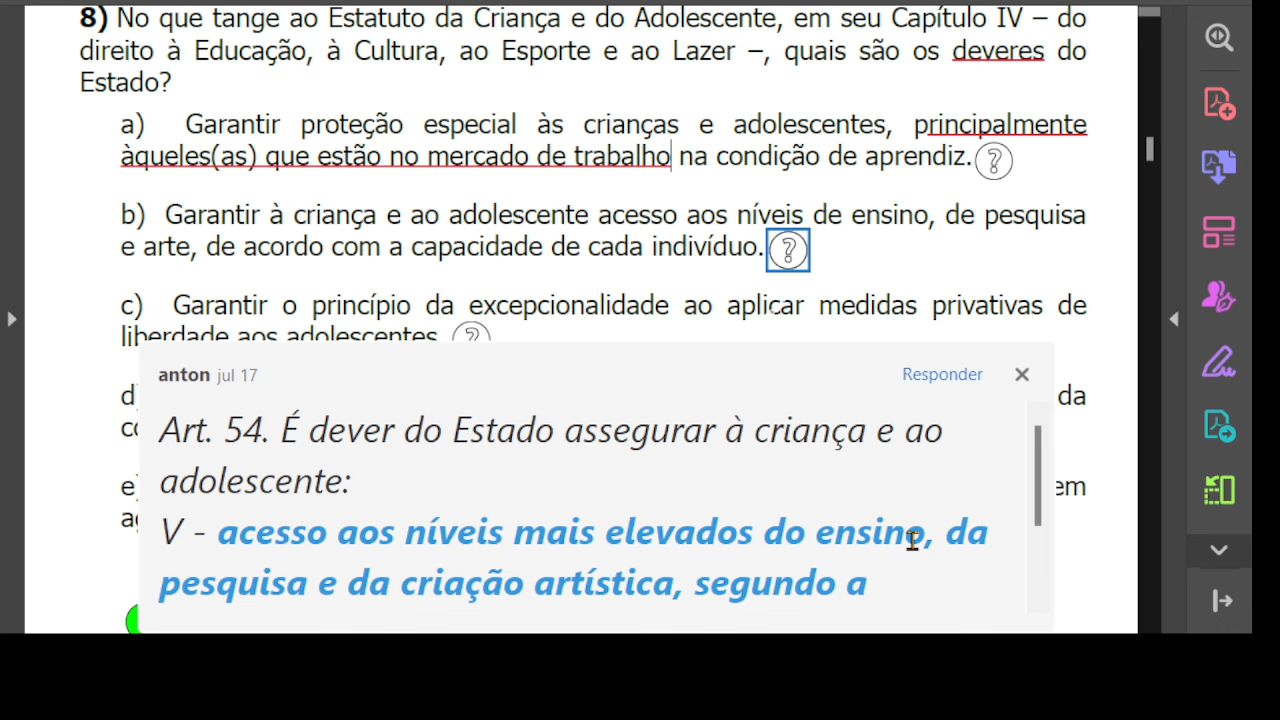 8) No que tange ao Estatuto da Criança e do Adolescente, em seu Capítulo IV – do
direito à Educação, à Cultura, ao Esporte e ao Lazer –, quais são os deveres do
Estado?
a) Garantir proteção especial às crianças e adolescentes, principalmente
àqueles(as) que estão no mercado de trabalho na condição de aprendiz.
b) Garantir à criança e ao adolescente acesso aos níveis de ensino, de pesquisa
e arte, de acordo com a capacidade de cada indivíduo.
c) Garantir o princípio da excepcionalidade ao aplicar medidas privativas de
liberdade aos adolescentes.
anton jul 17 Responder
d) da
Art. 54. É dever do Estado assegurar à criança e ao
adolescente:
e) em
V - acesso aos níveis mais elevados do ensino, da
pesquisa e da criação artística, segundo a